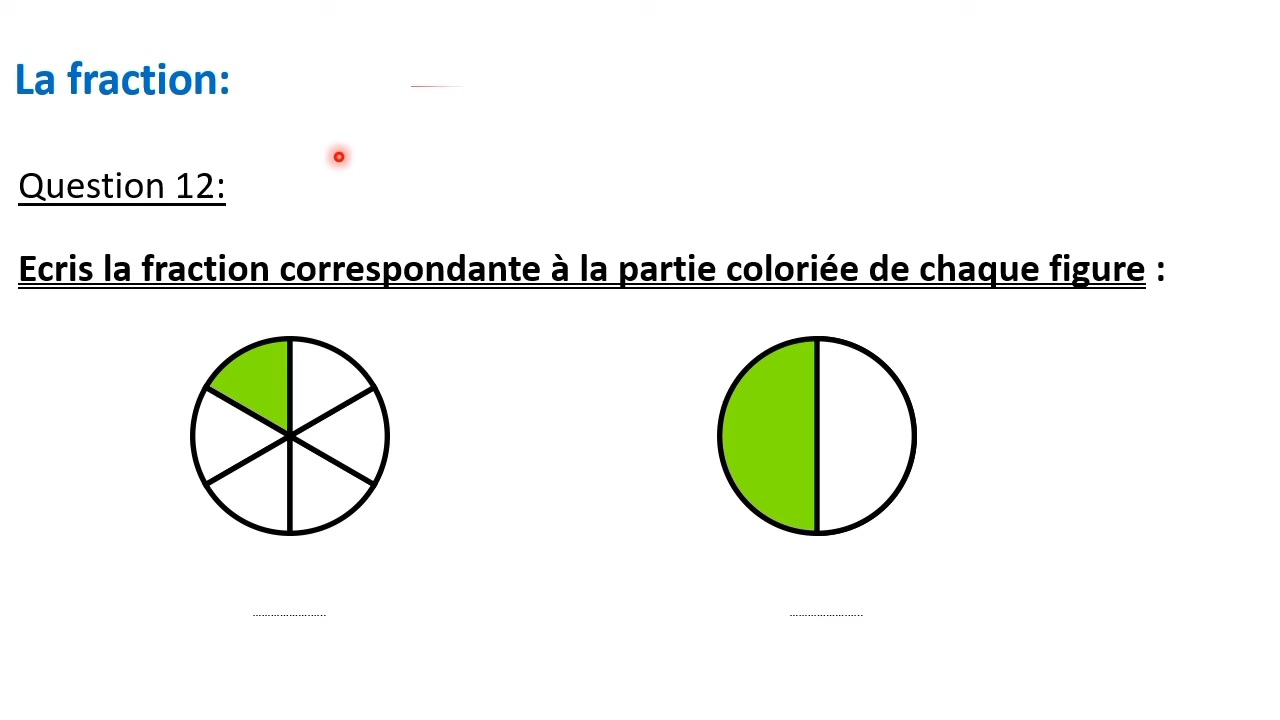 La fraction:
Question 12:
Ecris la fraction correspondante à la partie coloriée de chaque figure :
........................ ........................